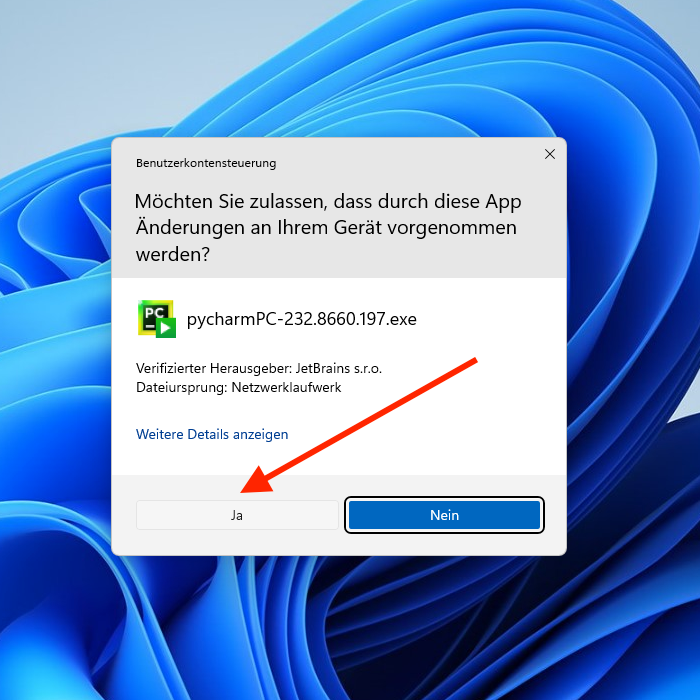 Benutzerkontensteuerung
Möchten Sie zulassen, dass durch diese App
Änderungen an Ihrem Gerät vorgenommen
werden?
PC
pycharmPC-232.8660.197.exe
Verifizierter Herausgeber: JetBrains s.r.o.
Dateiursprung: Netzwerklaufwerk
Weitere Details anzeigen
Ja
Nein